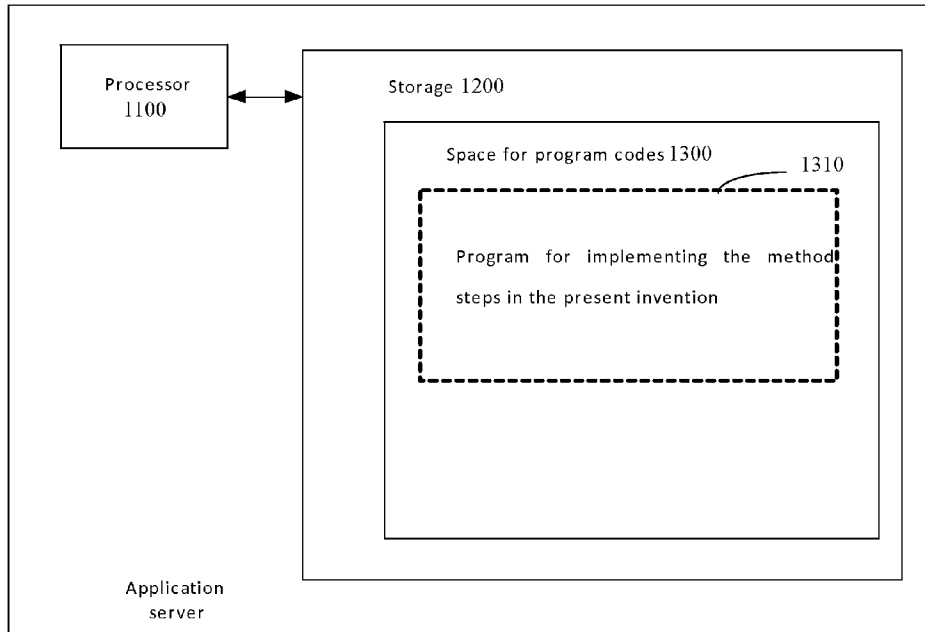 Processor
1100
Storage 1200
Space for program codes 1300
1310
Program for implementing the method
steps in the present invention
Application
server